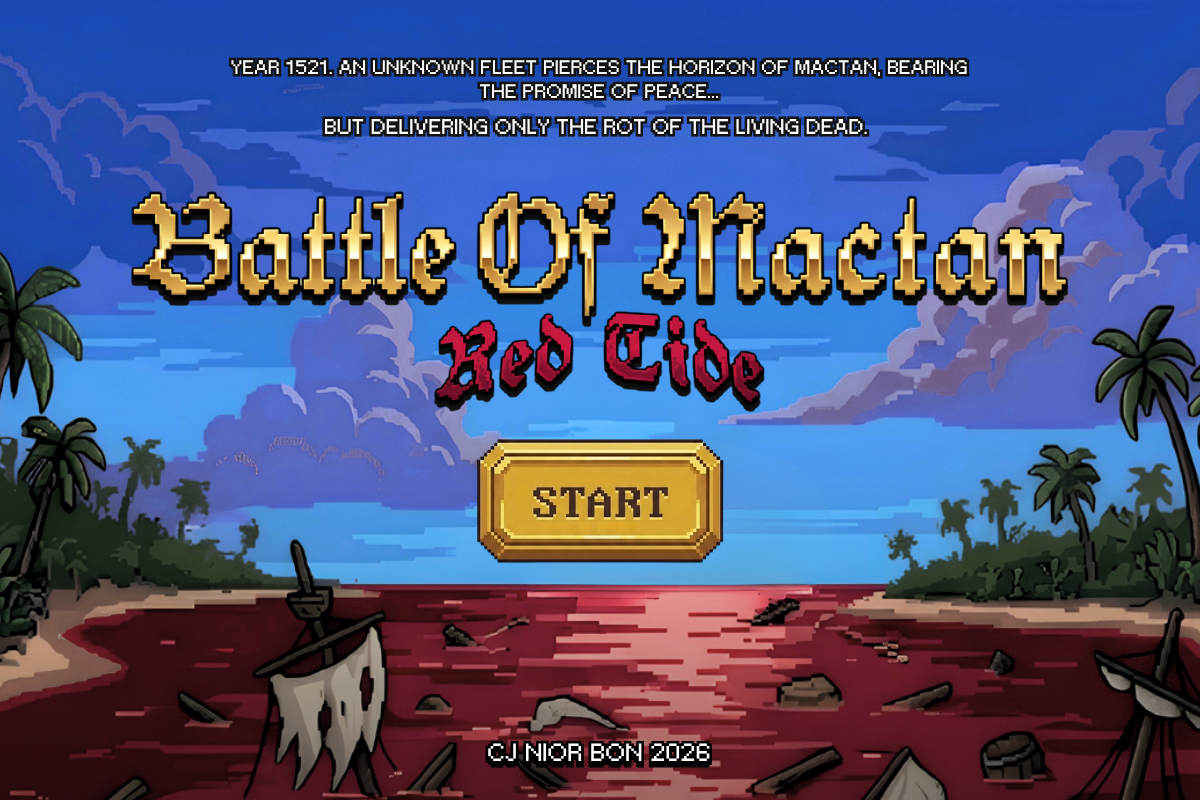 YEAR 1521. AN UNKNOWN FLEET PIERCES THE HORIZON OF MACTAN, BEARING
THE PROMISE OF PEACE...
BUT DELIVERING ONLY THE ROT OF THE LIVING DEAD.
Battle Of Mactan
Red Tide
START
CJ NIOR BON 2026